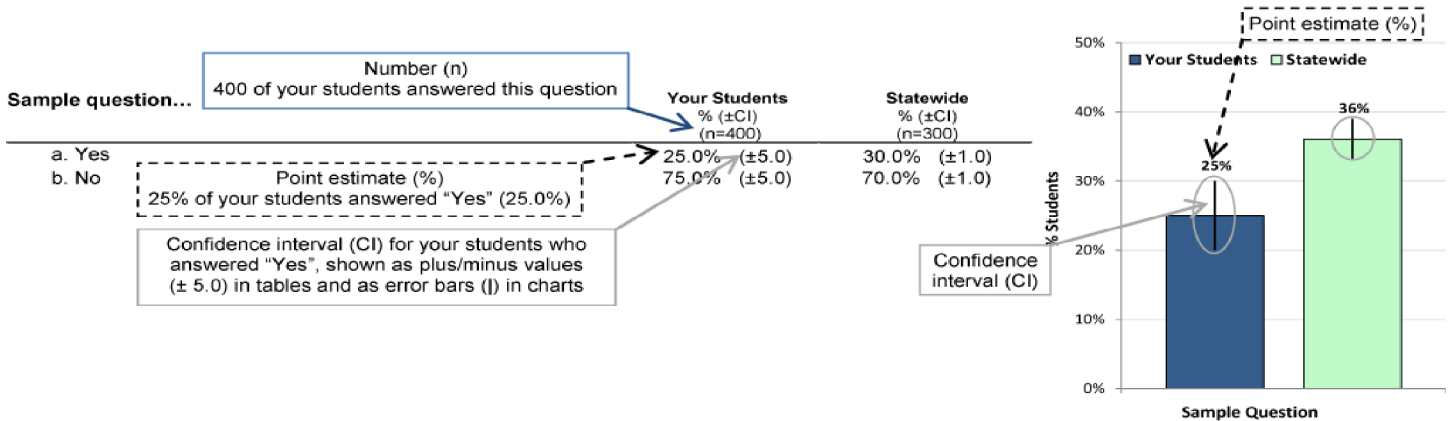 Number (n)
400 of your students answered this question
Sample question…
Your Students
% (±CI)
(n=400)
Statewide
% (±CI)
(n=300)
a. Yes
25.0% (±5.0)
30.0% (±1.0)
b. No
75.0% (±5.0)
70.0% (±1.0)
Point estimate (%)
25% of your students answered “Yes” (25.0%)
Confidence interval (CI) for your students who
answered “Yes”, shown as plus/minus values
(± 5.0) in tables and as error bars (|) in charts
Point estimate (%)
Your Students
Statewide
50%
40%
30%
20%
10%
0%
% Students
25%
36%
Confidence
interval (CI)
Sample Question